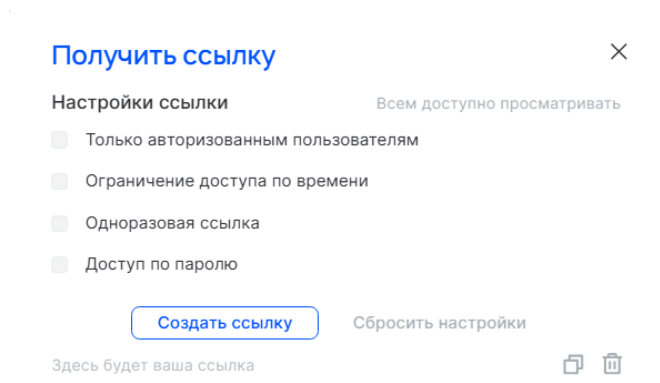 Получить ссылку
Настройки ссылки Всем доступно просматривать
Только авторизованным пользователям
Ограничение доступа по времени
Одноразовая ссылка
Доступ по паролю
Создать ссылку Сбросить настройки
Здесь будет ваша ссылка